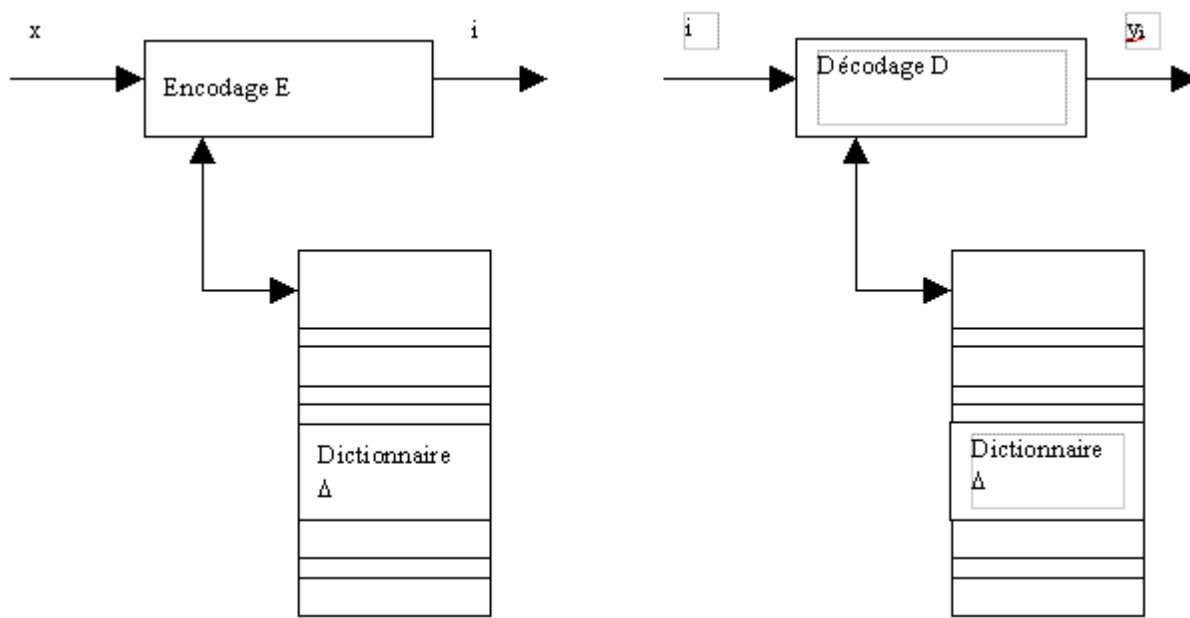 x
i
Encodage E
Dictionnaire
Δ
i
yi
Décodage D
Dictionnaire
Δ